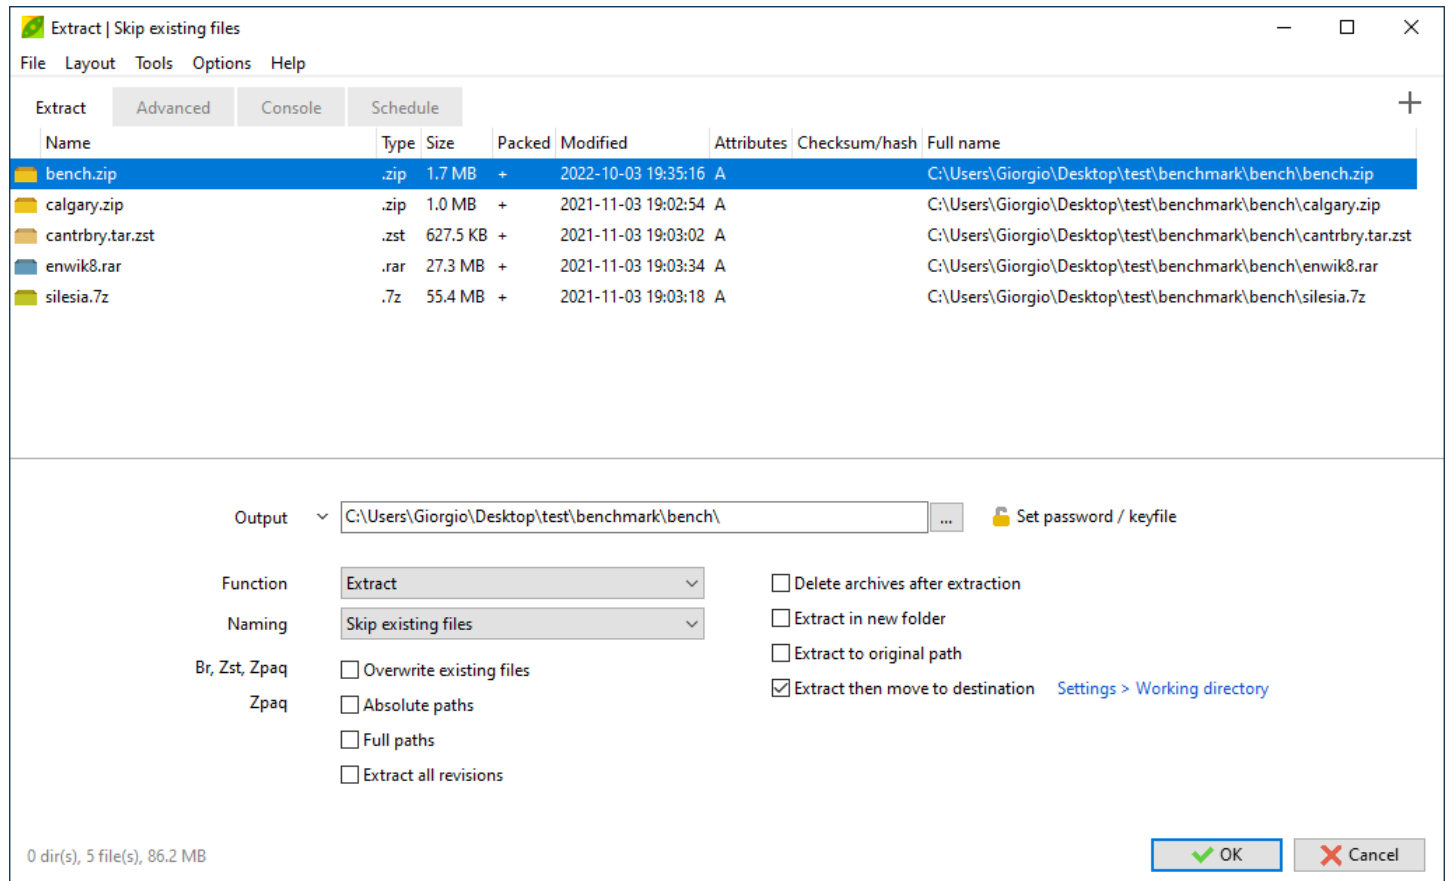 Extract | Skip existing files
File Layout Tools Options Help
Extract Advanced Console Schedule
Name Type Size Packed Modified Attributes Checksum/hash Full name
bench.zip .zip 1.7 MB + 2022-10-03 19:35:16 A C:\Users\Giorgio\Desktop\test\benchmark\bench\bench.zip
calgary.zip .zip 1.0 MB + 2021-11-03 19:02:54 A C:\Users\Giorgio\Desktop\test\benchmark\bench\calgary.zip
cantrbry.tar.zst .zst 627.5 KB + 2021-11-03 19:03:02 A C:\Users\Giorgio\Desktop\test\benchmark\bench\cantrbry.tar.zst
enwik8.rar .rar 27.3 MB + 2021-11-03 19:03:34 A C:\Users\Giorgio\Desktop\test\benchmark\bench\enwik8.rar
silesia.7z .7z 55.4 MB + 2021-11-03 19:03:18 A C:\Users\Giorgio\Desktop\test\benchmark\bench\silesia.7z
Output C:\Users\Giorgio\Desktop\test\benchmark\bench\ ... Set password / keyfile
Function Extract Delete archives after extraction
Naming Skip existing files Extract in new folder
Br, Zst, Zpaq Overwrite existing files Extract to original path
Zpaq Absolute paths Extract then move to destination Settings > Working directory
Full paths
Extract all revisions
0 dir(s), 5 file(s), 86.2 MB OK Cancel